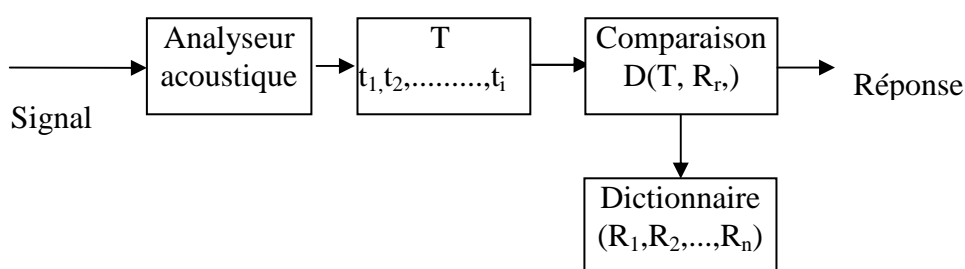 Signal
Analyseur
acoustique
T
t₁,t₂,.........,tᵢ
Comparaison
D(T, Rᵣ,)
Réponse
Dictionnaire
(R₁,R₂,...,Rₙ)